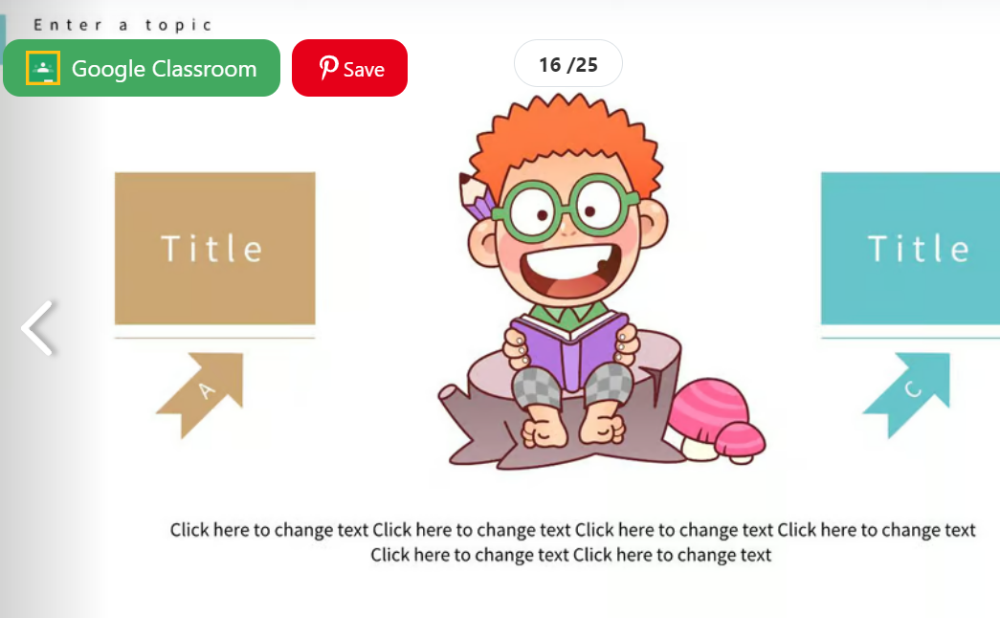 Enter a topic
Google Classroom
Save
16 /25
Title
Title
A
C
Click here to change text Click here to change text Click here to change text Click here to change text
Click here to change text Click here to change text